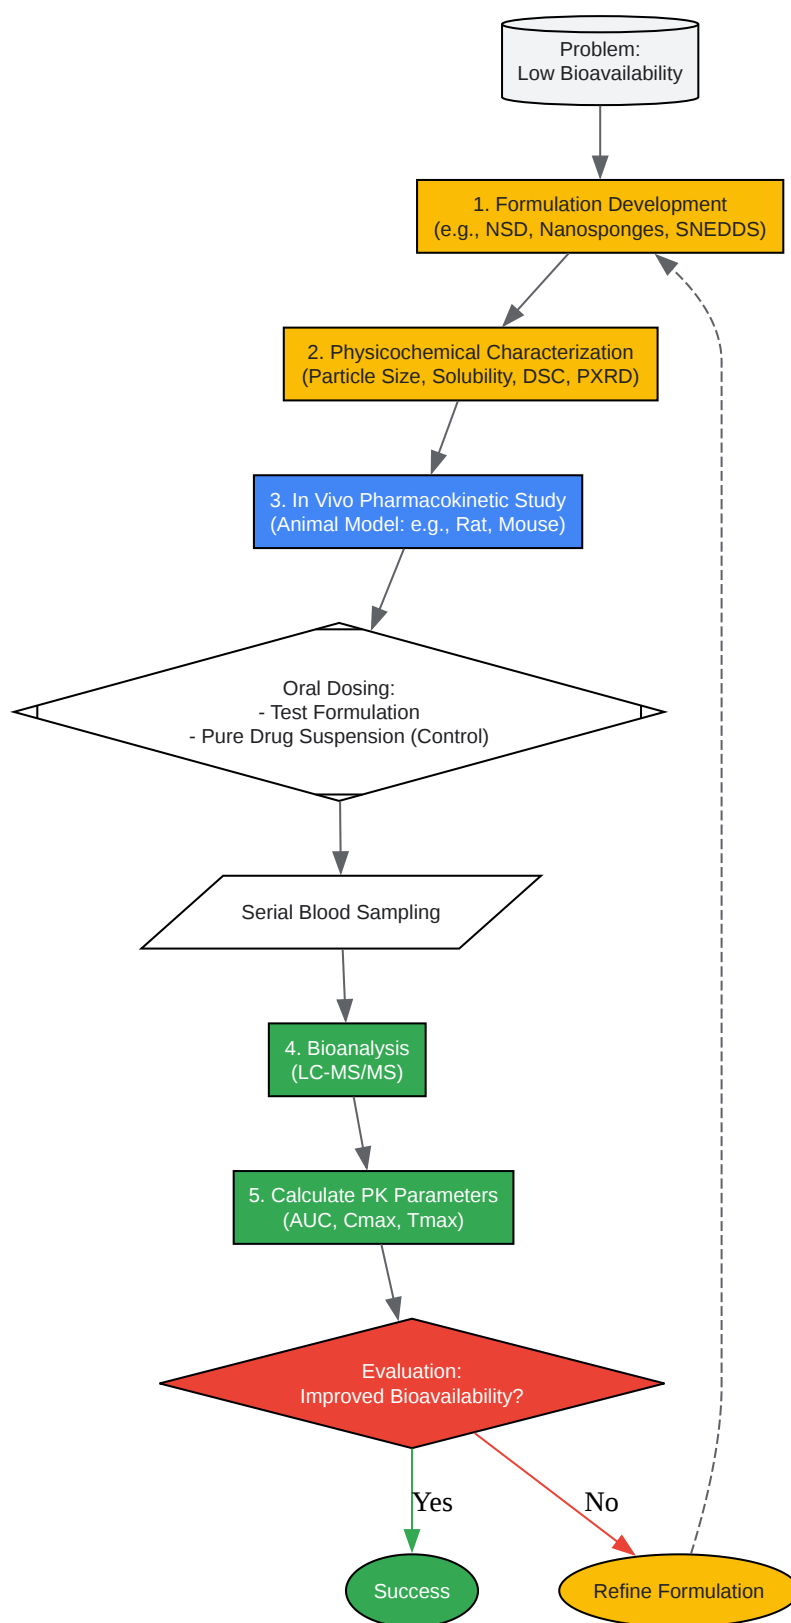 Problem:
Low Bioavailability
1. Formulation Development
(e.g., NSD, Nanosponges, SNEDDS)
2. Physicochemical Characterization
(Particle Size, Solubility, DSC, PXRD)
3. In Vivo Pharmacokinetic Study
(Animal Model: e.g., Rat, Mouse)
Oral Dosing:
- Test Formulation
- Pure Drug Suspension (Control)
Serial Blood Sampling
4. Bioanalysis
(LC-MS/MS)
5. Calculate PK Parameters
(AUC, Cmax, Tmax)
Evaluation:
Improved Bioavailability?
Yes
No
Success
Refine Formulation